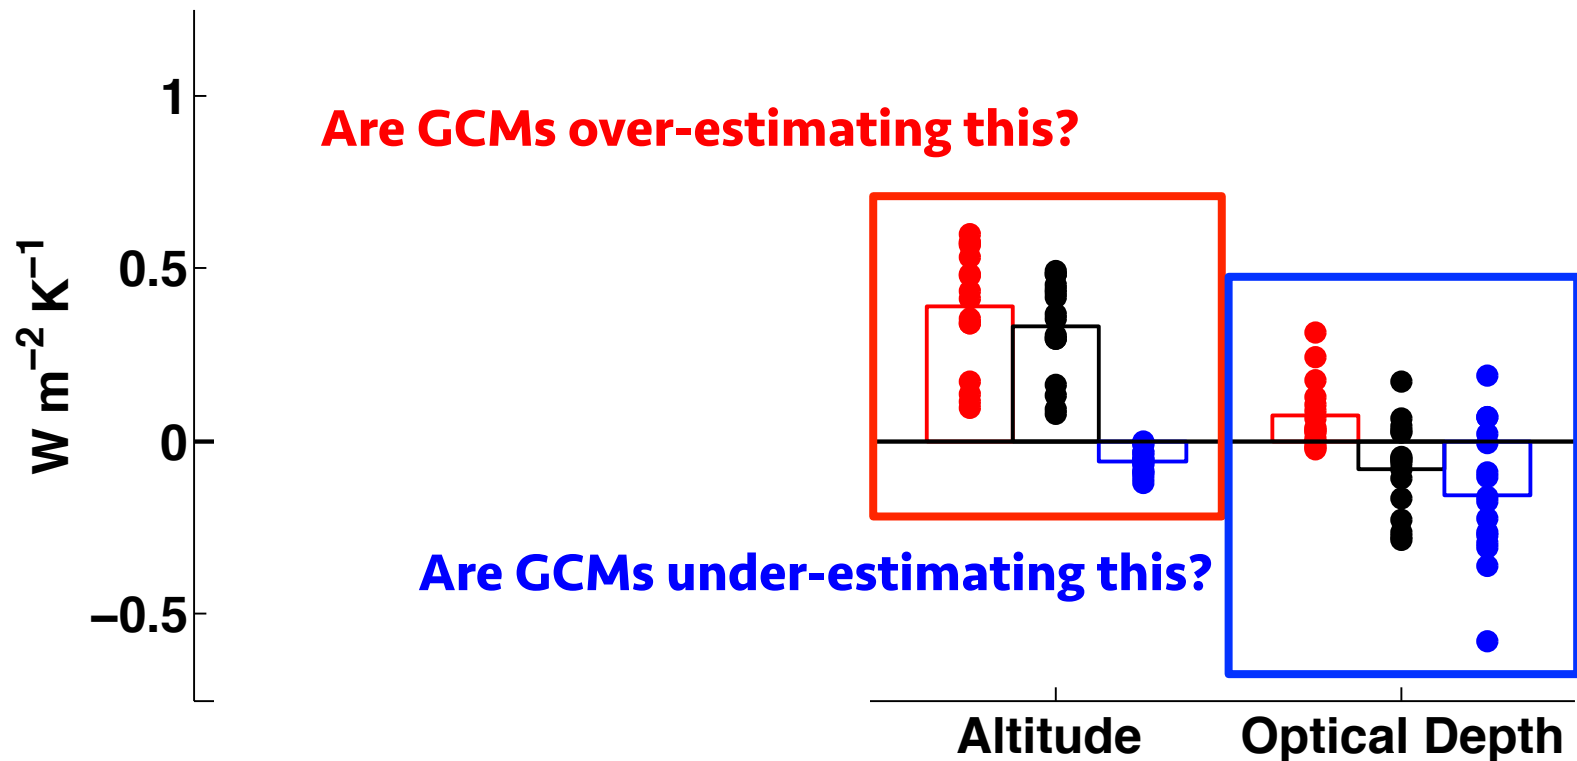 1
Are GCMs over-estimating this?
0.5
W m−2 K−1
0
Are GCMs under-estimating this?
−0.5
Altitude
Optical Depth